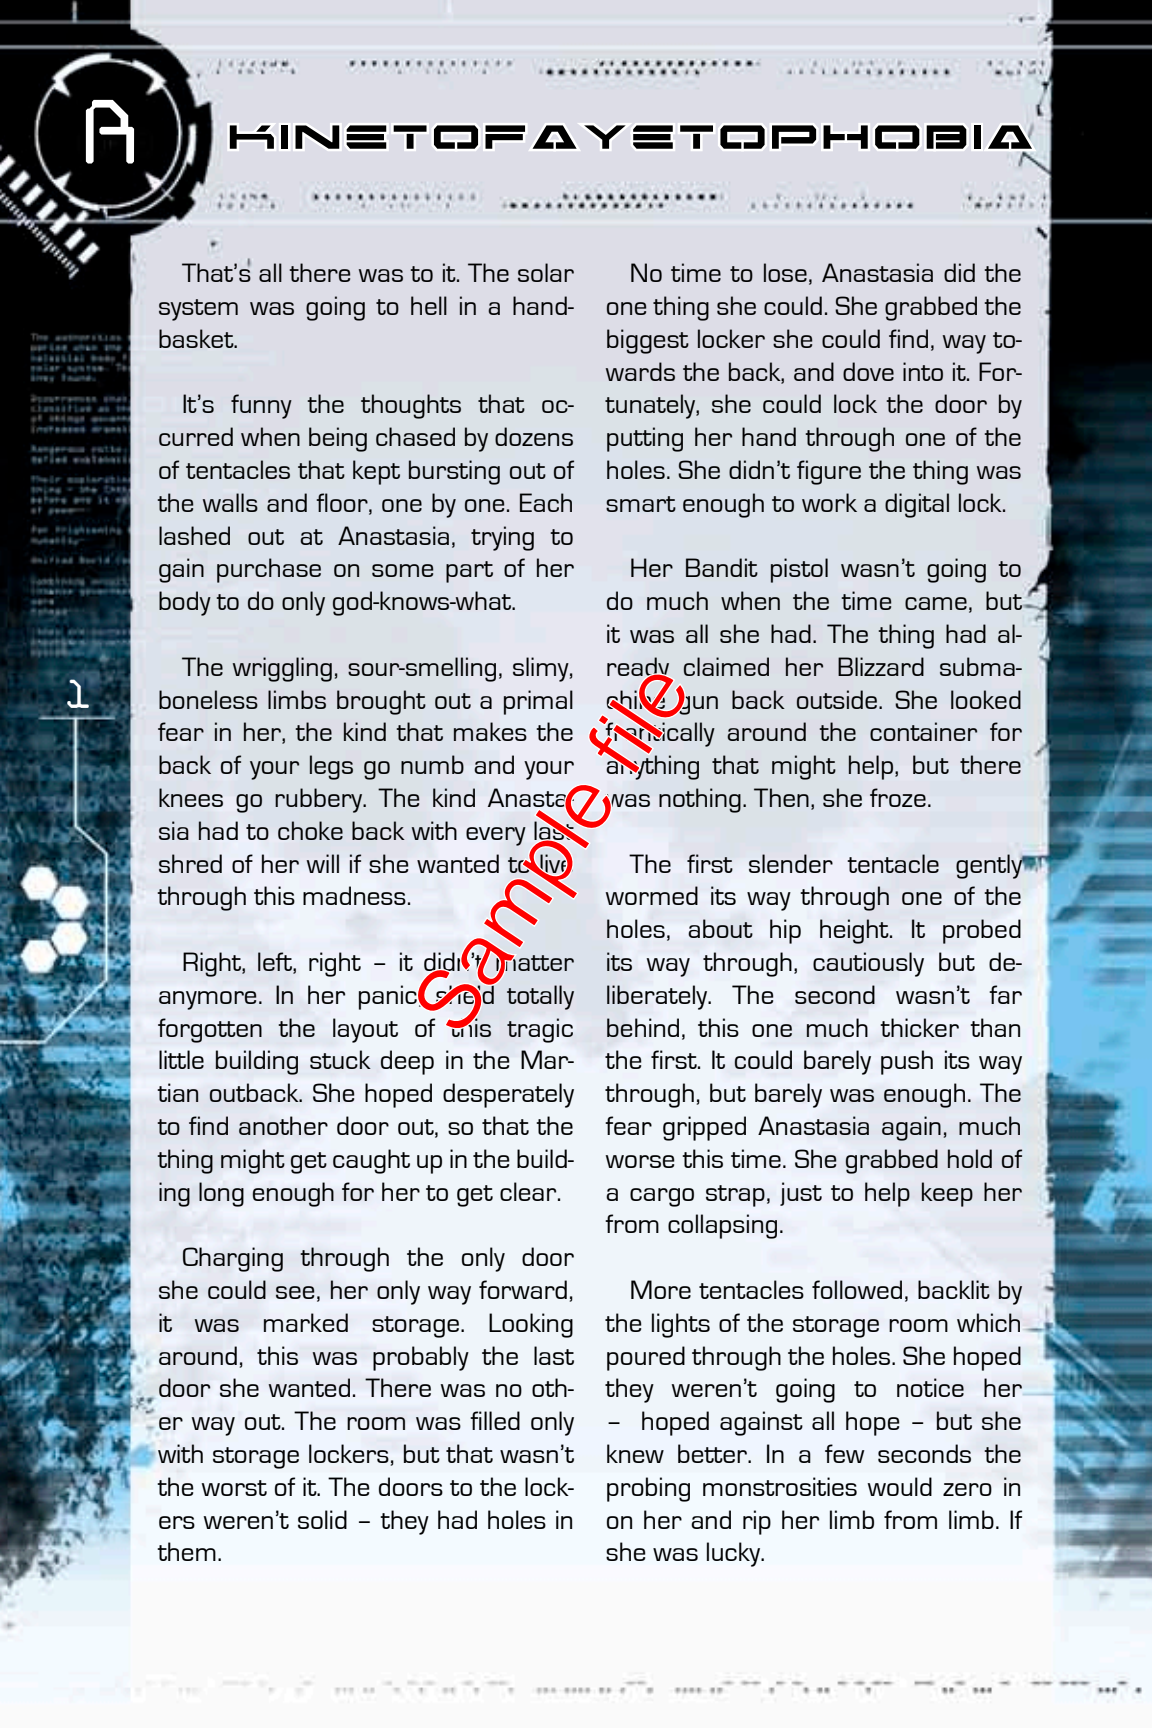 A
KINETOFAYETOPHOBIA
That's all there was to it. The solar
system was going to hell in a hand-
basket.
It's funny the thoughts that oc-
curred when being chased by dozens
of tentacles that kept bursting out of
the walls and floor, one by one. Each
lashed out at Anastasia, trying to
gain purchase on some part of her
body to do only god-knows-what.
The wriggling, sour-smelling, slimy,
boneless limbs brought out a primal
fear in her, the kind that makes the
back of your legs go numb and your
knees go rubbery. The kind Anasta-
sia had to choke back with every last
shred of her will if she wanted to live
through this madness.
Right, left, right – it didn't matter
anymore. In her panic, she'd totally
forgotten the layout of this tragic
little building stuck deep in the Mar-
tian outback. She hoped desperately
to find another door out, so that the
thing might get caught up in the build-
ing long enough for her to get clear.
Charging through the only door
she could see, her only way forward,
it was marked storage. Looking
around, this was probably the last
door she wanted. There was no oth-
er way out. The room was filled only
with storage lockers, but that wasn't
the worst of it. The doors to the lock-
ers weren't solid – they had holes in
them.
No time to lose, Anastasia did the
one thing she could. She grabbed the
biggest locker she could find, way to-
wards the back, and dove into it. For-
tunately, she could lock the door by
putting her hand through one of the
holes. She didn't figure the thing was
smart enough to work a digital lock.
Her Bandit pistol wasn't going to
do much when the time came, but
it was all she had. The thing had al-
ready claimed her Blizzard subma-
chine gun back outside. She looked
frantically around the container for
anything that might help, but there
was nothing. Then, she froze.
The first slender tentacle gently
wormed its way through one of the
holes, about hip height. It probed
its way through, cautiously but de-
liberately. The second wasn't far
behind, this one much thicker than
the first. It could barely push its way
through, but barely was enough. The
fear gripped Anastasia again, much
worse this time. She grabbed hold of
a cargo strap, just to help keep her
from collapsing.
More tentacles followed, backlit by
the lights of the storage room which
poured through the holes. She hoped
they weren't going to notice her
– hoped against all hope – but she
knew better. In a few seconds the
probing monstrosities would zero in
on her and rip her limb from limb. If
she was lucky.
1
Sample file